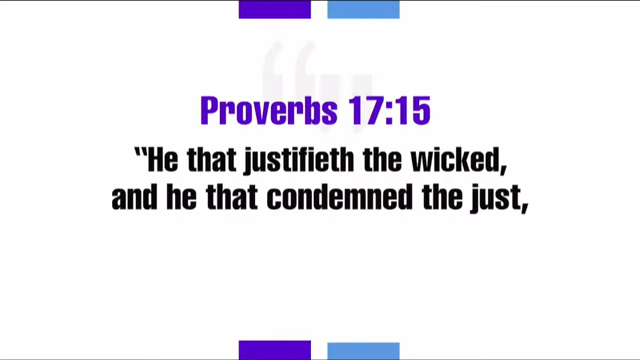 Proverbs 17:15
“He that justifieth the wicked,
and he that condemned the just,